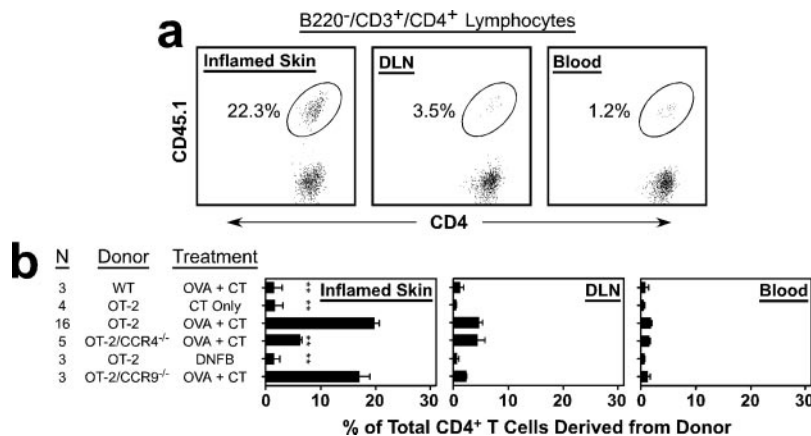 a
B220⁻/CD3⁺/CD4⁺ Lymphocytes
Inflamed Skin
DLN
Blood
22.3%
3.5%
1.2%
CD45.1
CD4
b
N Donor Treatment
3 WT OVA + CT
4 OT-2 CT Only
16 OT-2 OVA + CT
5 OT-2/CCR4⁻/⁻ OVA + CT
3 OT-2 DNFB
3 OT-2/CCR9⁻/⁻ OVA + CT
Inflamed Skin
‡
‡
‡
‡
DLN
Blood
0 10 20 30 0 10 20 30 0 10 20 30
% of Total CD4⁺ T Cells Derived from Donor